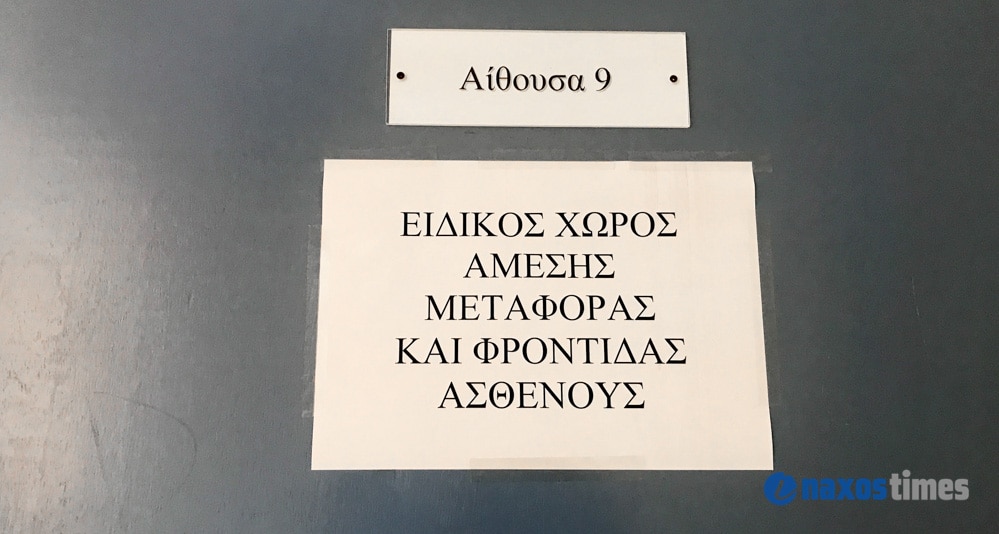 Αίθουσα 9
ΕΙΔΙΚΟΣ ΧΩΡΟΣ
ΑΜΕΣΗΣ
ΜΕΤΑΦΟΡΑΣ
ΚΑΙ ΦΡΟΝΤΙΔΑΣ
ΑΣΘΕΝΟΥΣ
naxostimes